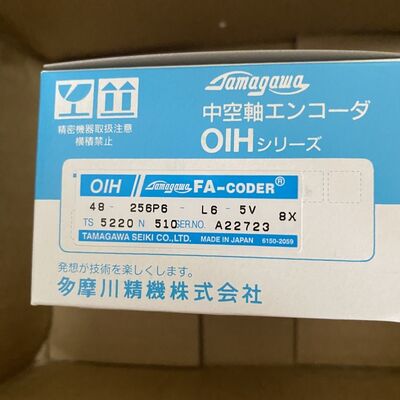 Tamagawa
精密機器取扱注意
横積禁止
中空軸エンコーダ
OIHシリーズ
OIH Tamagawa FA-CODER®
48- 256P6 - L6 - 5V 8X
TS 5220 N 510 SER.NO. A22723
TAMAGAWA SEIKI CO.,LTD. MADE IN JAPAN 6150-2059
発想が技術を楽しくします。
多摩川精機株式会社